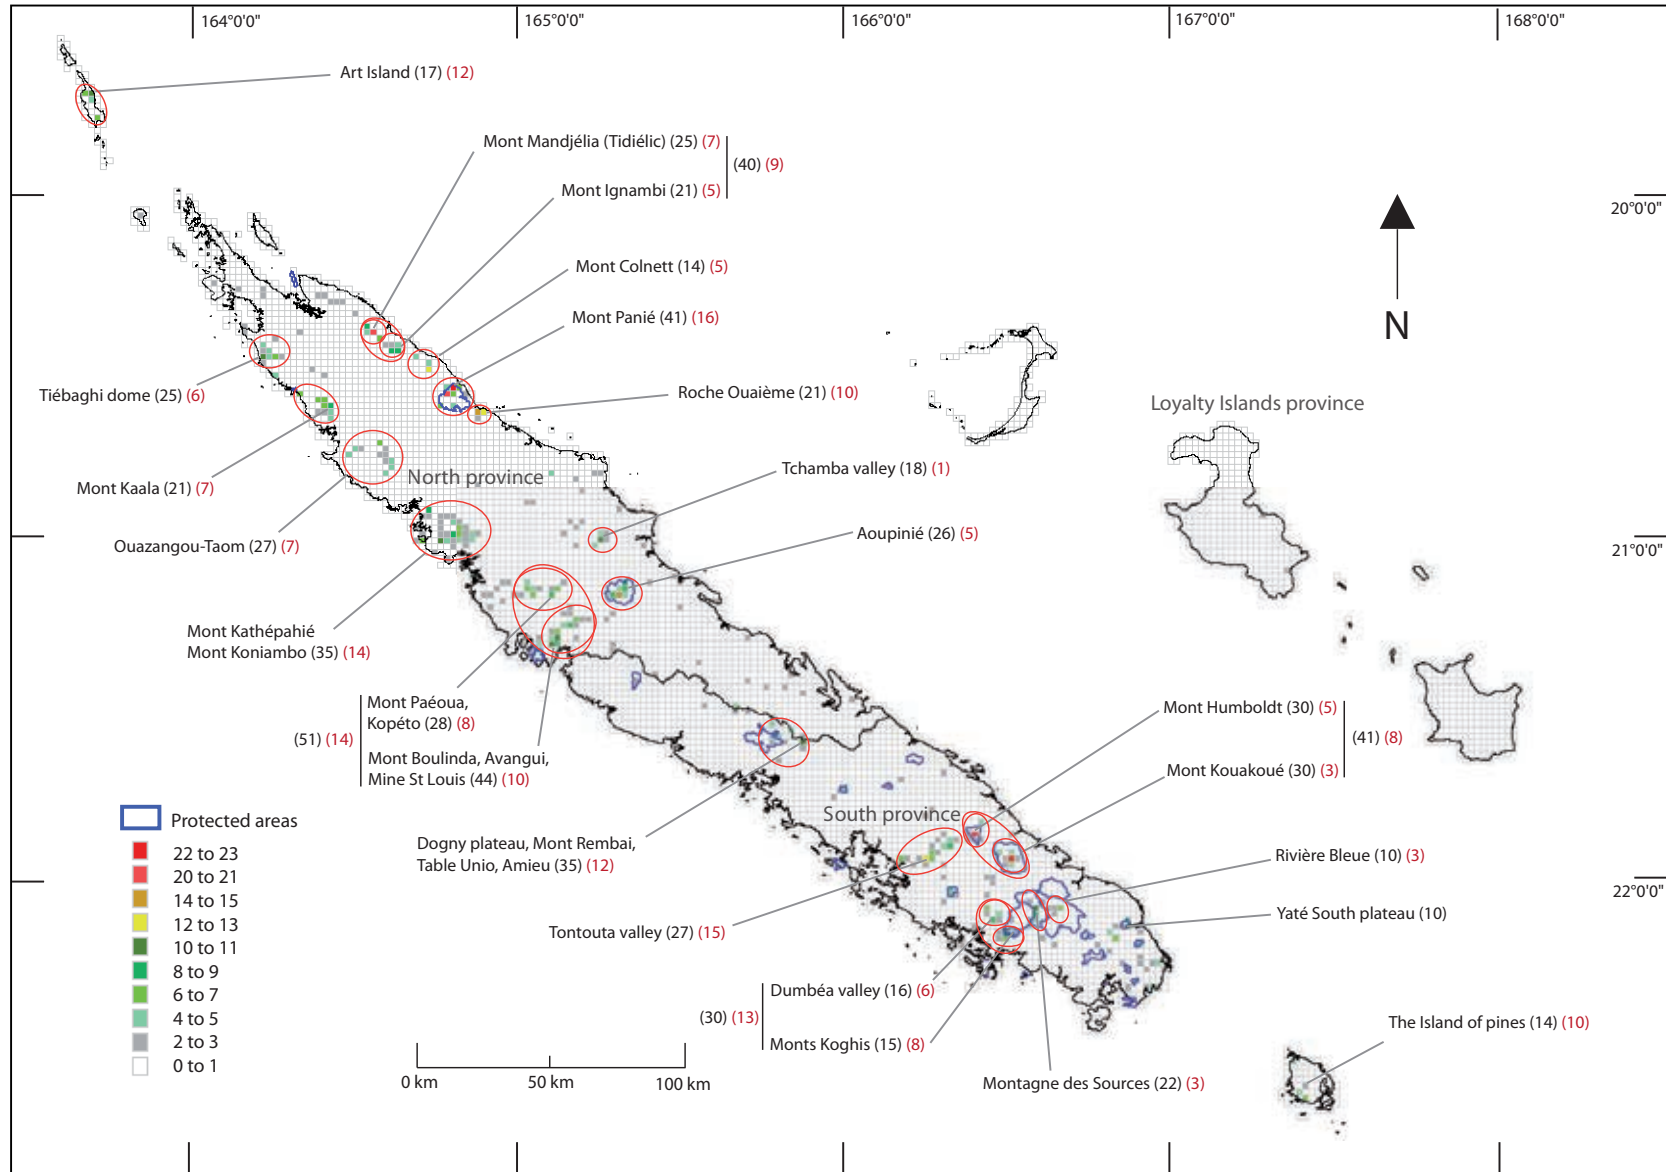 164°0'0"
165°0'0"
166°0'0"
167°0'0"
168°0'0"
Art Island (17) (12)
Mont Mandjélia (Tidiélic) (25) (7)
(40) (9)
Mont Ignambi (21) (5)
20°0'0"
Mont Colnett (14) (5)
Mont Panié (41) (16)
N
Tiébaghi dome (25) (6)
Roche Ouaième (21) (10)
Loyalty Islands province
Mont Kaala (21) (7)
North province
Tchamba valley (18) (1)
Ouazangou-Taom (27) (7)
Aoupinié (26) (5)
21°0'0"
Mont Kathépahié
Mont Koniambo (35) (14)
Mont Paéoua,
Kopéto (28) (8)
(51) (14)
Mont Boulinda, Avangui,
Mine St Louis (44) (10)
Mont Humboldt (30) (5)
(41) (8)
Mont Kouakoué (30) (3)
South province
Dogny plateau, Mont Rembai,
Table Unio, Amieu (35) (12)
Rivière Bleue (10) (3)
22°0'0"
Yaté South plateau (10)
Tontouta valley (27) (15)
Dumbéa valley (16) (6)
(30) (13)
Monts Koghis (15) (8)
Montagne des Sources (22) (3)
The Island of pines (14) (10)
Protected areas
22 to 23
20 to 21
14 to 15
12 to 13
10 to 11
8 to 9
6 to 7
4 to 5
2 to 3
0 to 1
0 km
50 km
100 km